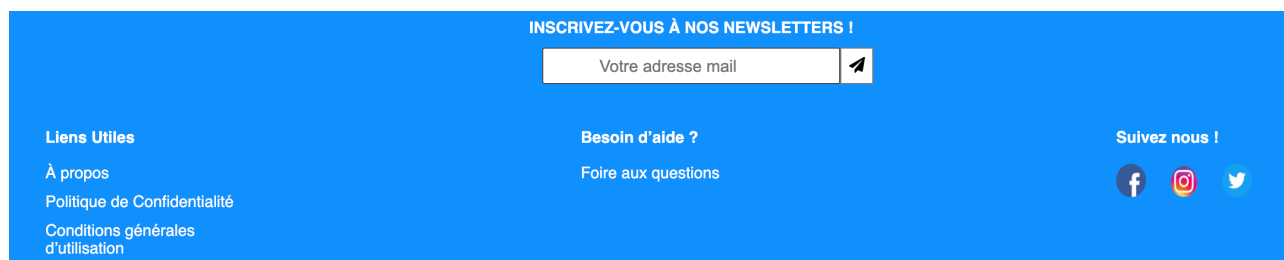 INSCRIVEZ-VOUS À NOS NEWSLETTERS !
Votre adresse mail
Liens Utiles
À propos
Politique de Confidentialité
Conditions générales
d’utilisation
Besoin d’aide ?
Foire aux questions
Suivez nous !